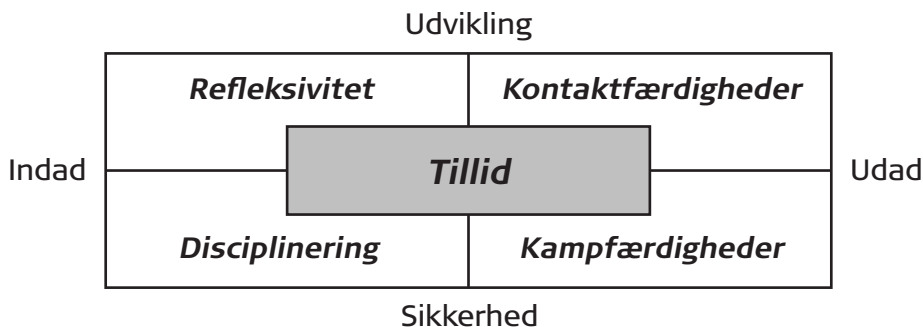 Udvikling
Refleksivitet
Kontaktfærdigheder
Indad
Tillid
Udad
Disciplinering
Kampfærdigheder
Sikkerhed